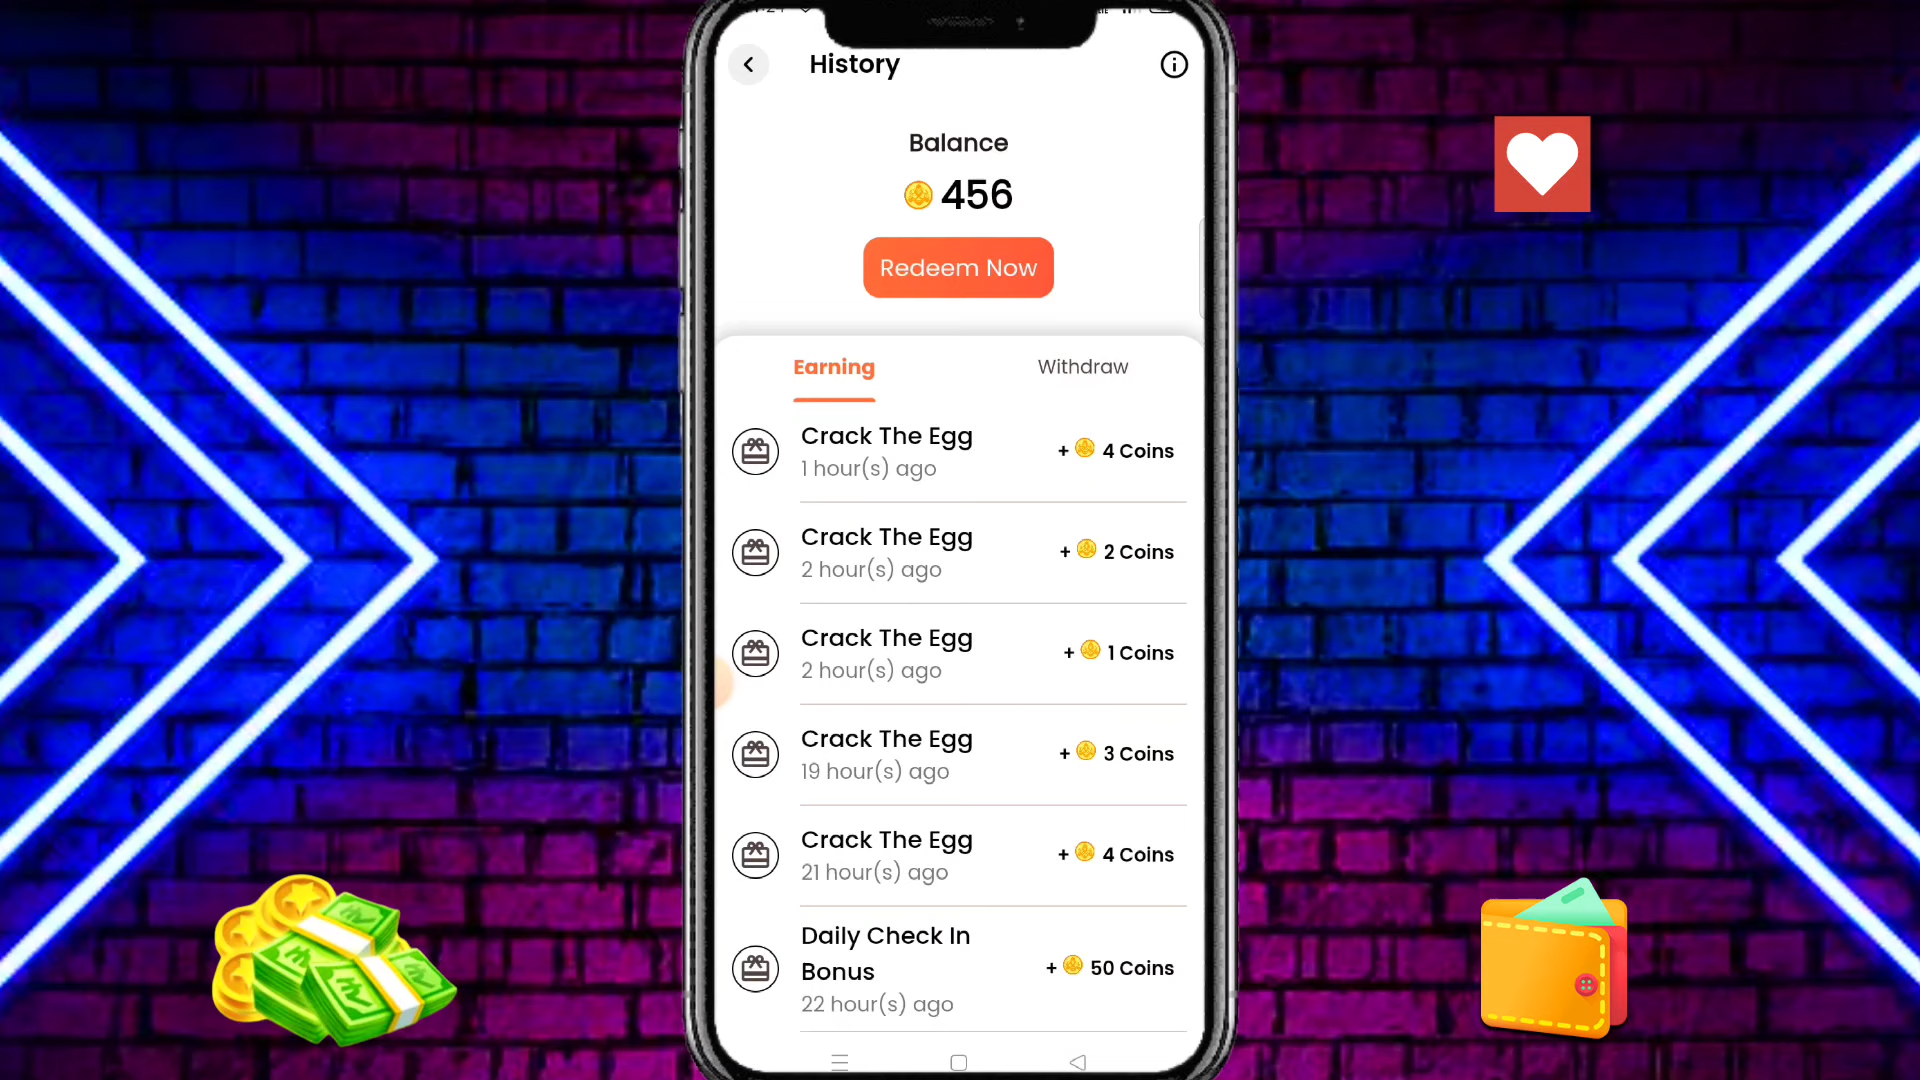 History
Balance
456
Redeem Now
Earning
Withdraw
Crack The Egg
1 hour(s) ago
+ 4 Coins
Crack The Egg
2 hour(s) ago
+ 2 Coins
Crack The Egg
2 hour(s) ago
+ 1 Coins
Crack The Egg
19 hour(s) ago
+ 3 Coins
Crack The Egg
21 hour(s) ago
+ 4 Coins
Daily Check In
Bonus
22 hour(s) ago
+ 50 Coins